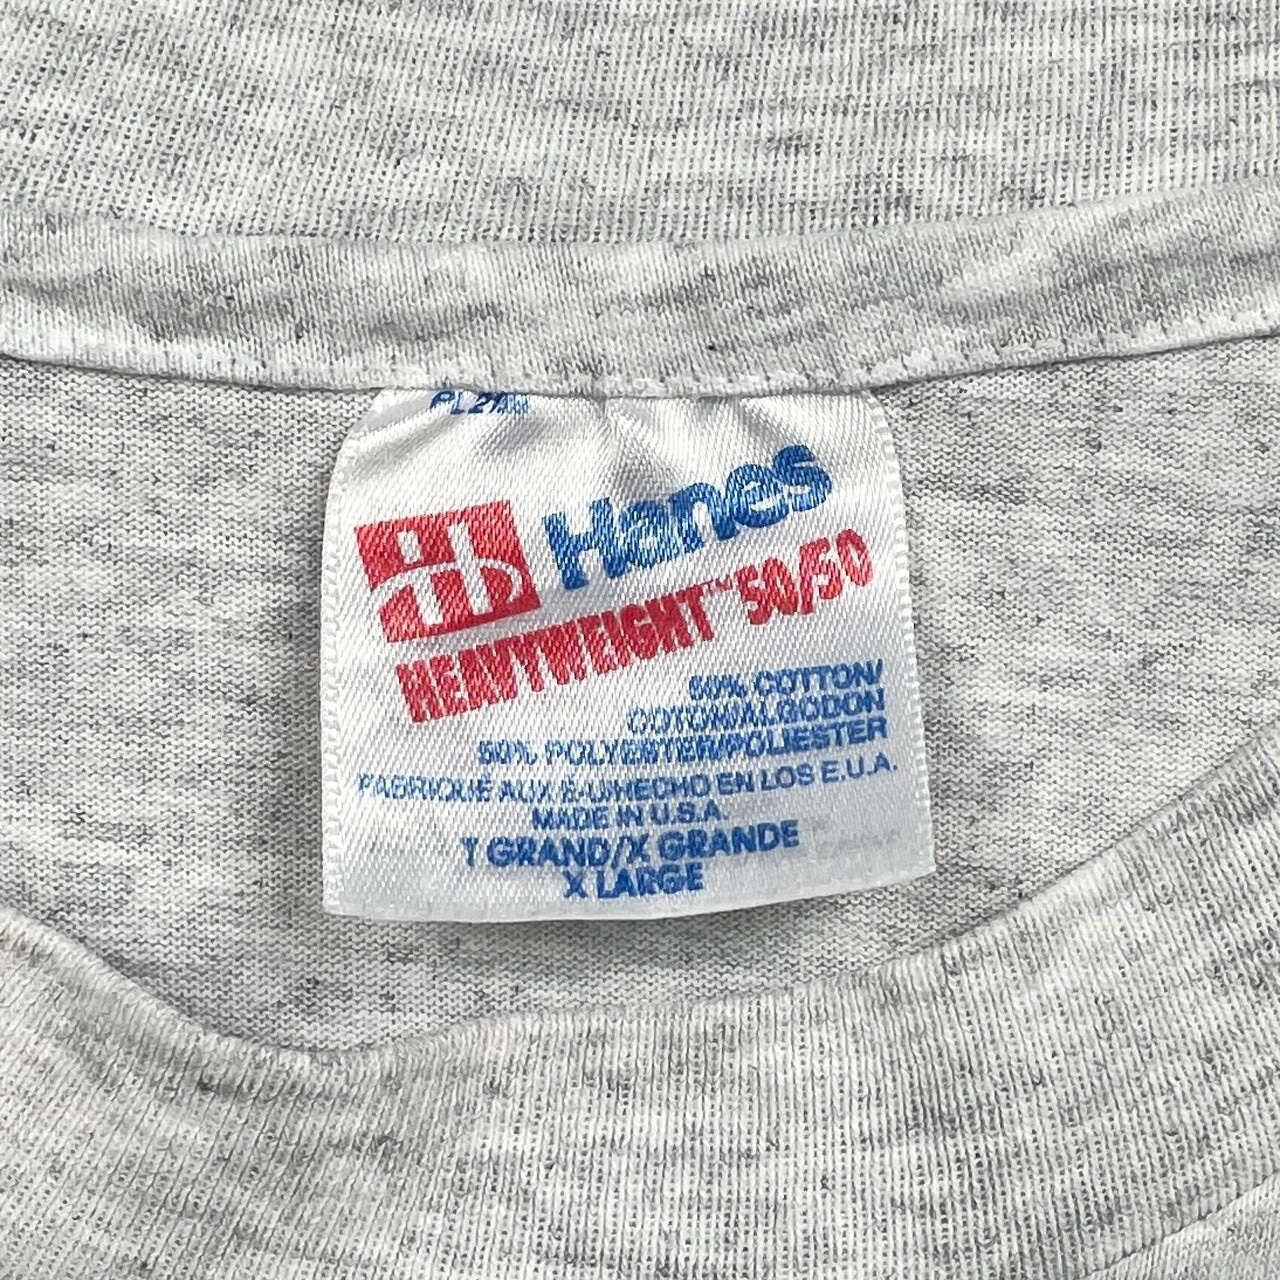 Hanes
HEAVYWEIGHT™ 50/50
50% COTTON/
COTON/ALGODON
50% POLYESTER/POLIESTER
FABRIQUÉ AUX É-U/HECHO EN LOS E.U.A.
MADE IN U.S.A.
T GRAND/X GRANDE
X LARGE